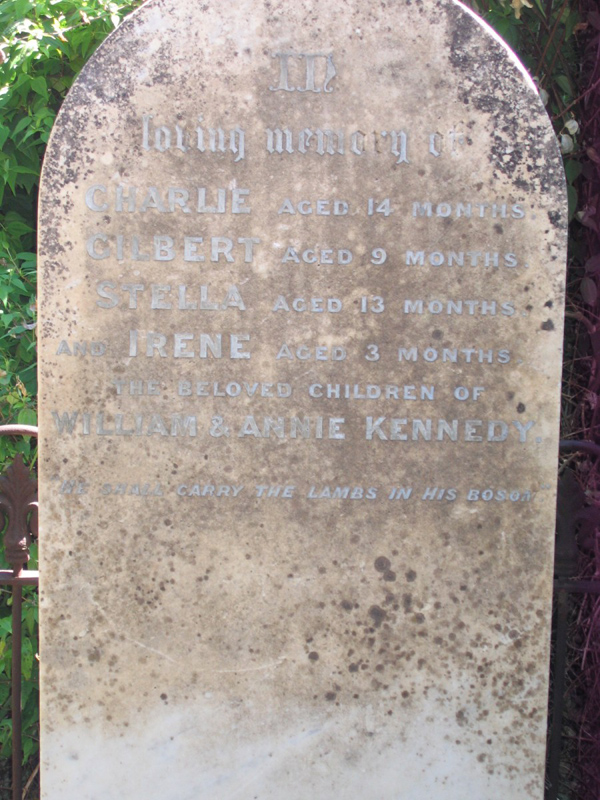 In
loving memory of
CHARLIE AGED 14 MONTHS
GILBERT AGED 9 MONTHS
STELLA AGED 13 MONTHS
AND IRENE AGED 3 MONTHS,
THE BELOVED CHILDREN OF
WILLIAM & ANNIE KENNEDY.
"HE SHALL CARRY THE LAMBS IN HIS BOSOM"